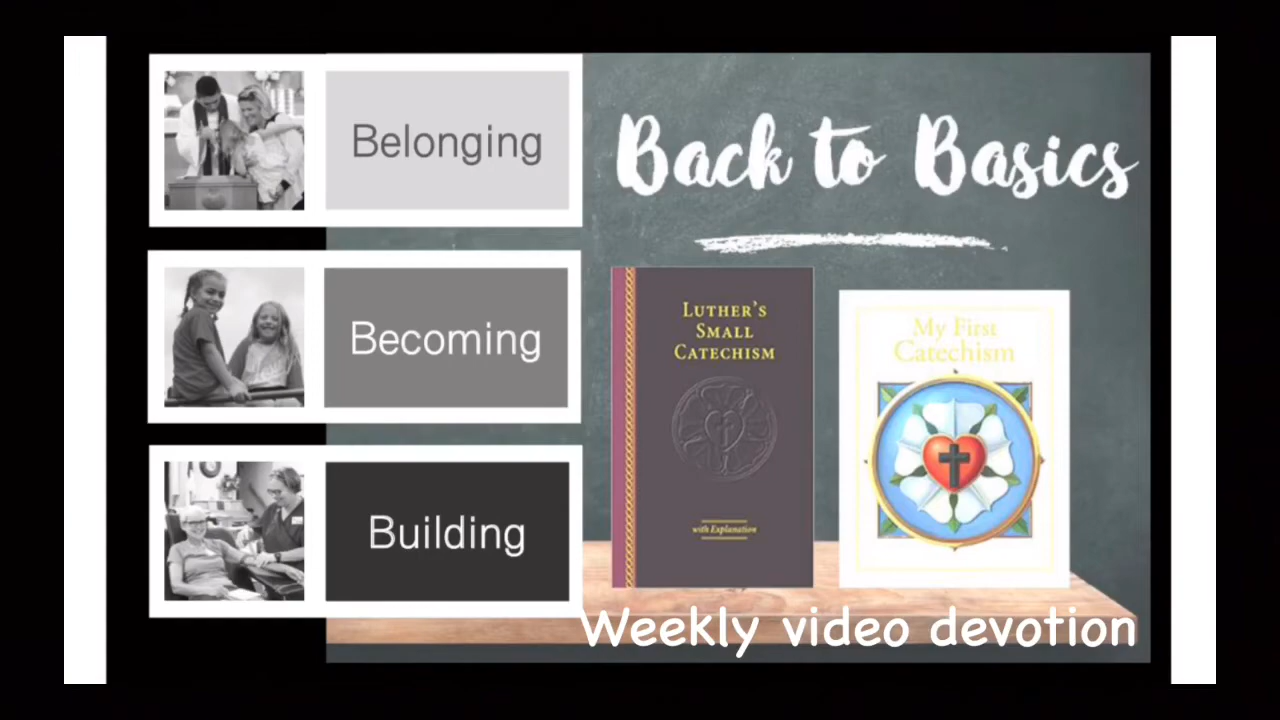 Belonging
Becoming
Building
Back to Basics
LUTHER'S
SMALL
CATECHISM
with Explanation
My First
Catechism
Weekly video devotion